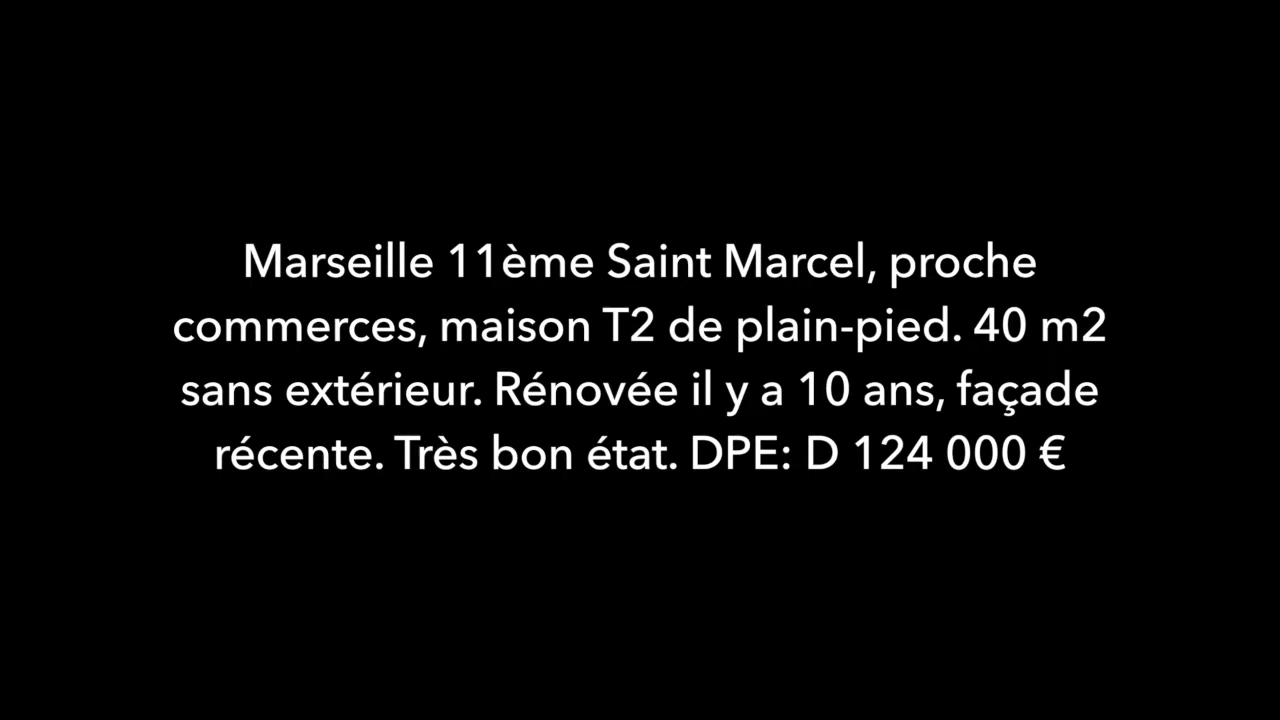 Marseille 11ème Saint Marcel, proche
commerces, maison T2 de plain-pied. 40 m2
sans extérieur. Rénovée il y a 10 ans, façade
récente. Très bon état. DPE: D 124 000 €